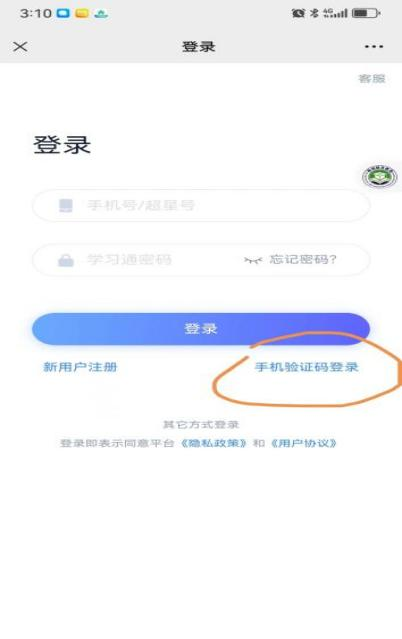 3:10
4G
登录
客服
登录
手机号/超星号
学习通密码 忘记密码?
登录
新用户注册 手机验证码登录
其它方式登录
登录即表示同意平台《隐私政策》和《用户协议》